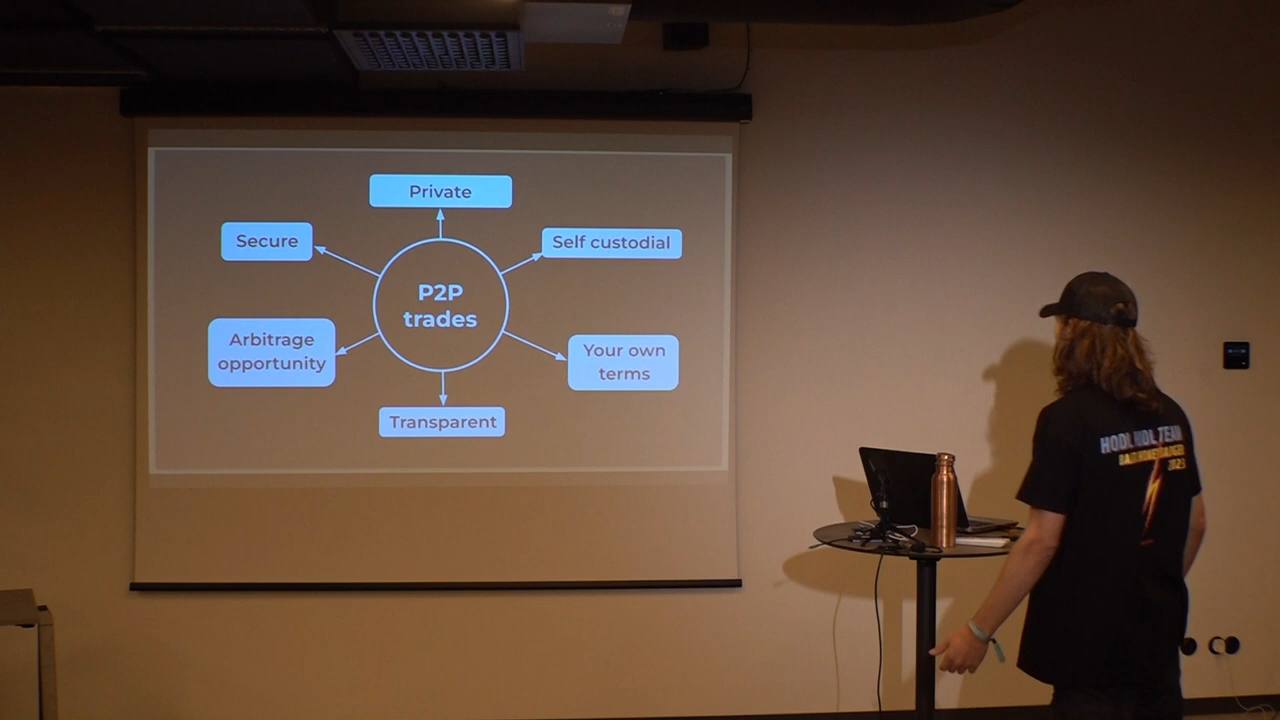 Private
Secure
Self custodial
P2P
trades
Arbitrage
opportunity
Your own
terms
Transparent
HODL HODL TEAM
2023